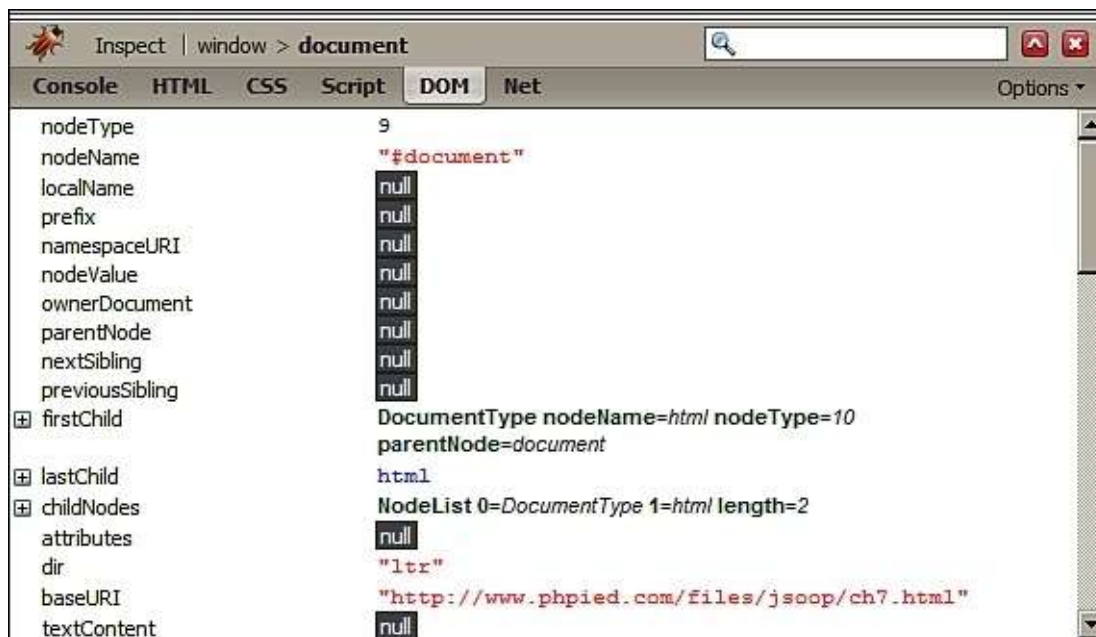 Inspect | window > document
Console HTML CSS Script DOM Net Options
nodeType 9
nodeName "#document"
localName null
prefix null
namespaceURI null
nodeValue null
ownerDocument null
parentNode null
nextSibling null
previousSibling null
firstChild DocumentType nodeName=html nodeType=10
parentNode=document
lastChild html
childNodes NodeList 0=DocumentType 1=html length=2
attributes null
dir "ltr"
baseURI "http://www.phpied.com/files/jsoop/ch7.html"
textContent null